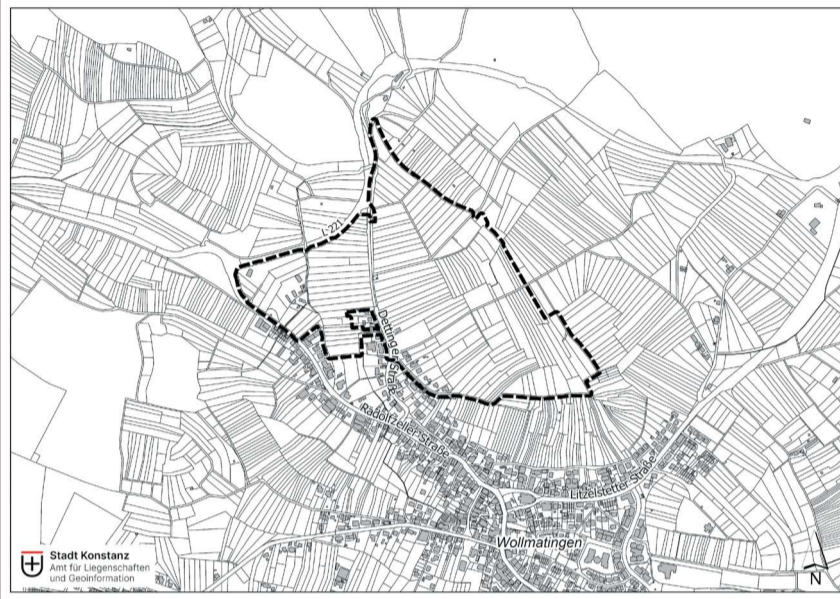 L 221
Dettinger Straße
Radolfzeller Straße
Litzelstetter Straße
Wollmatingen
Stadt Konstanz
Amt für Liegenschaften
und Geoinformation
N